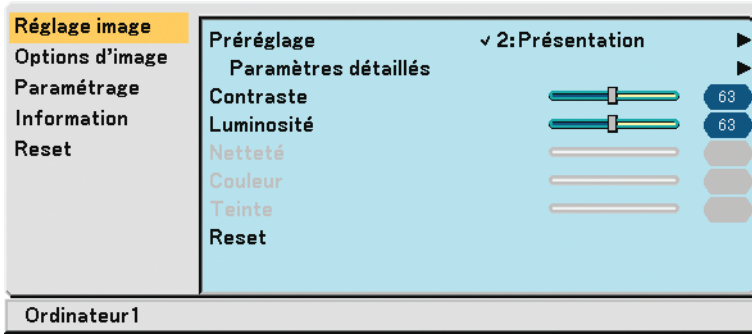 Réglage image
Options d'image
Paramétrage
Information
Reset
Préréglage ✓ 2:Présentation ▶
Paramètres détaillés ▶
Contraste 63
Luminosité 63
Netteté
Couleur
Teinte
Reset
Ordinateur1